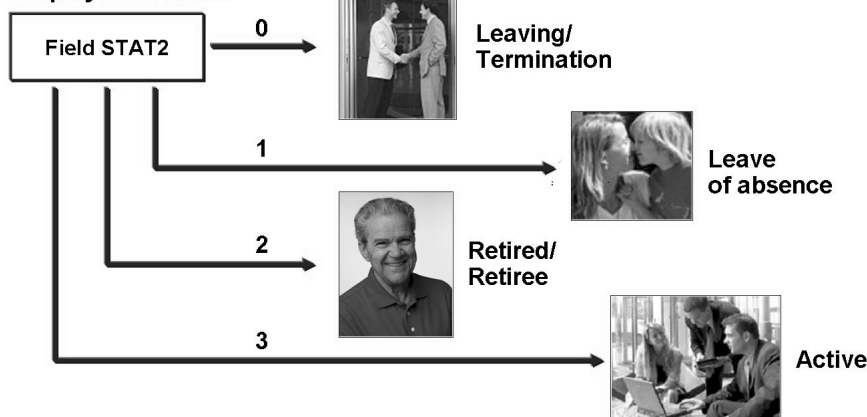 Field STAT2
0
Leaving/
Termination
1
Leave
of absence
2
Retired/
Retiree
3
Active